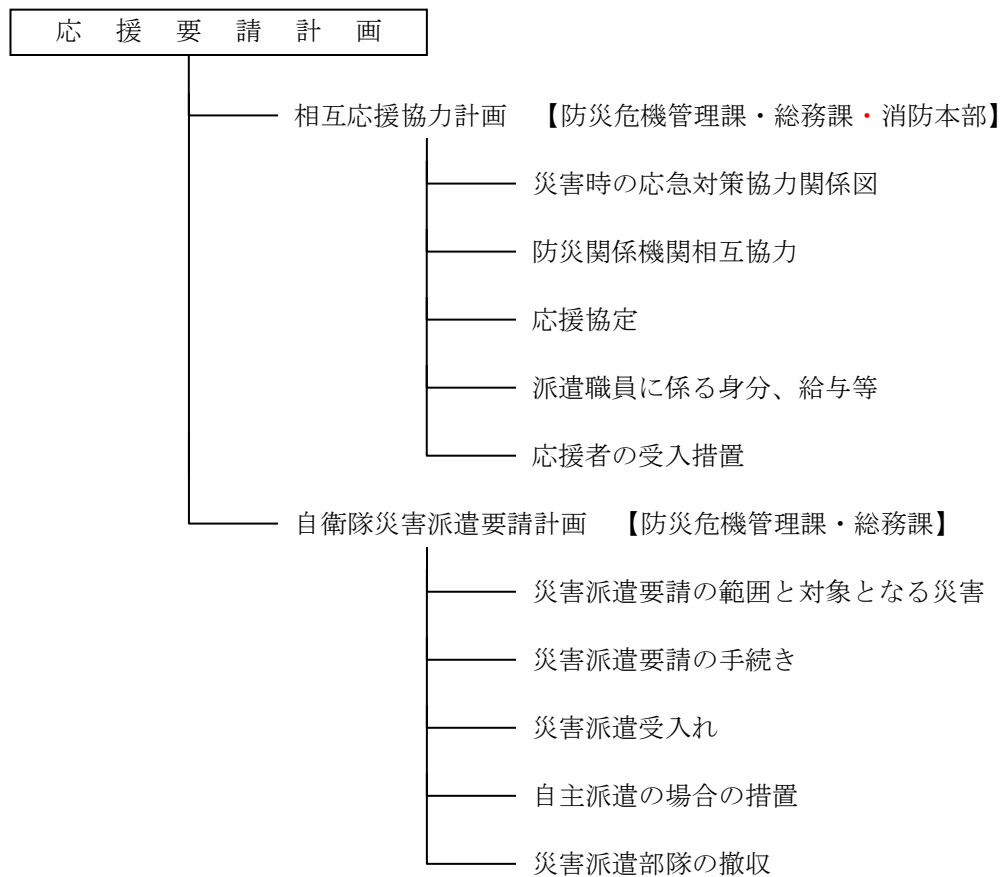 応援要請計画
相互応援協力計画 【防災危機管理課・総務課・消防本部】
災害時の応急対策協力関係図
防災関係機関相互協力
応援協定
派遣職員に係る身分、給与等
応援者の受入措置
自衛隊災害派遣要請計画 【防災危機管理課・総務課】
災害派遣要請の範囲と対象となる災害
災害派遣要請の手続き
災害派遣受入れ
自主派遣の場合の措置
災害派遣部隊の撤収